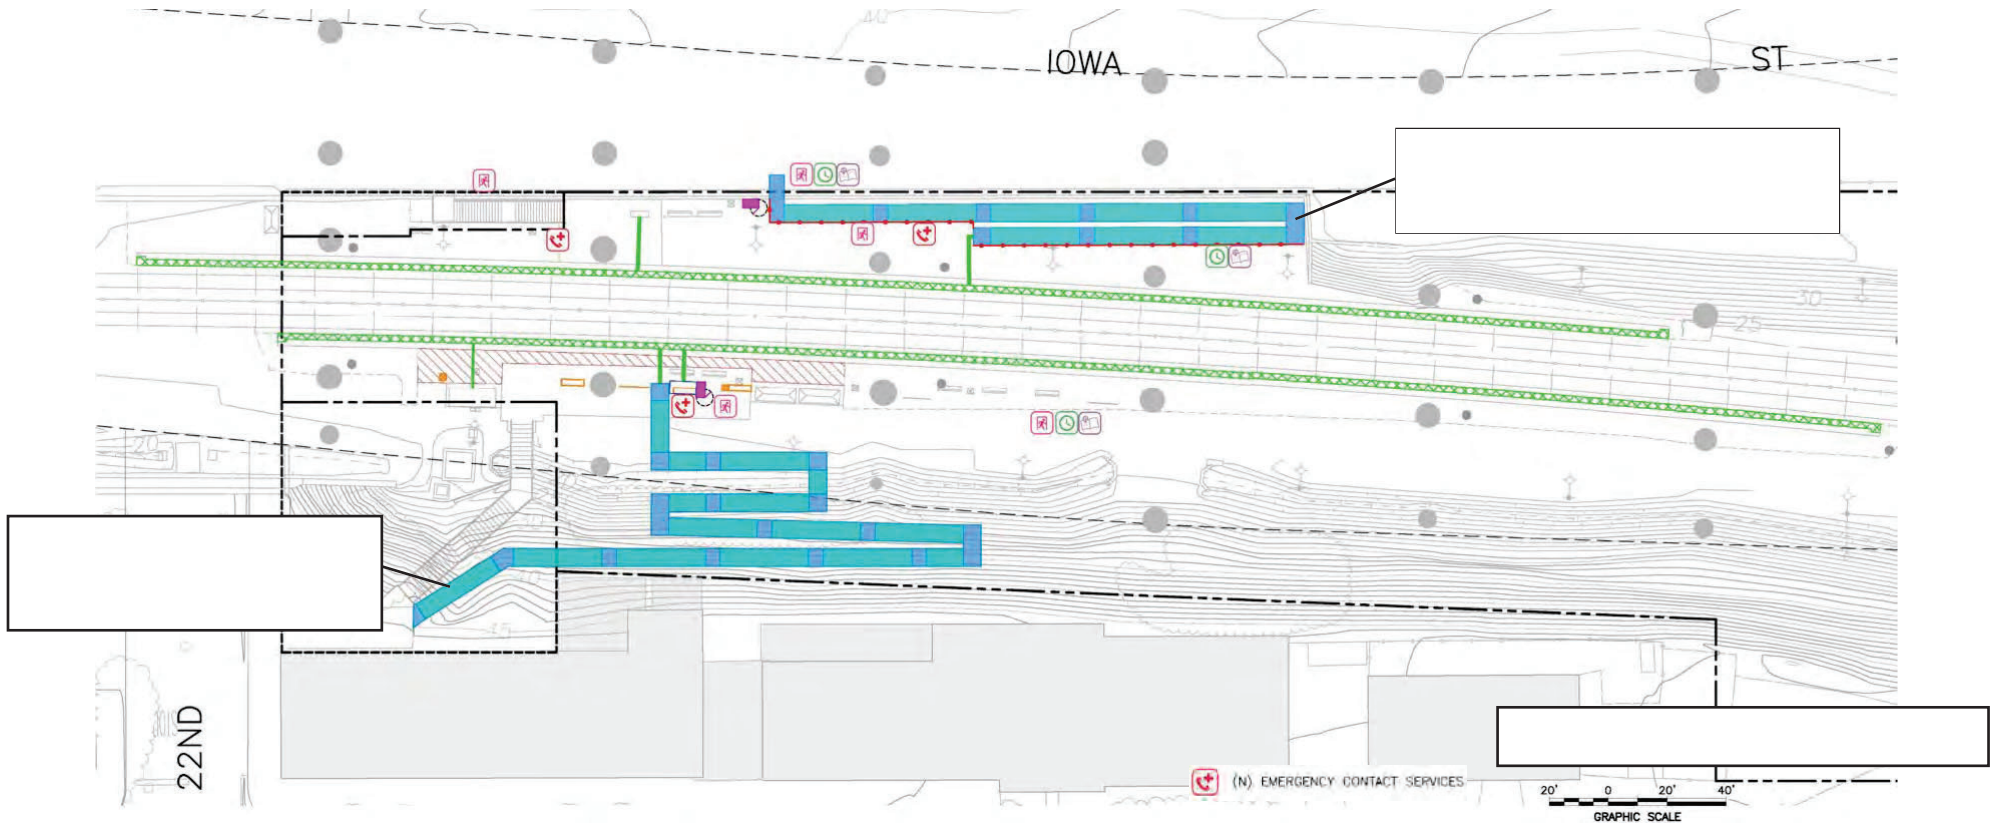 IOWA
ST
30
25
20
22ND
(N) EMERGENCY CONTACT SERVICES
20' 0 20' 40'
GRAPHIC SCALE